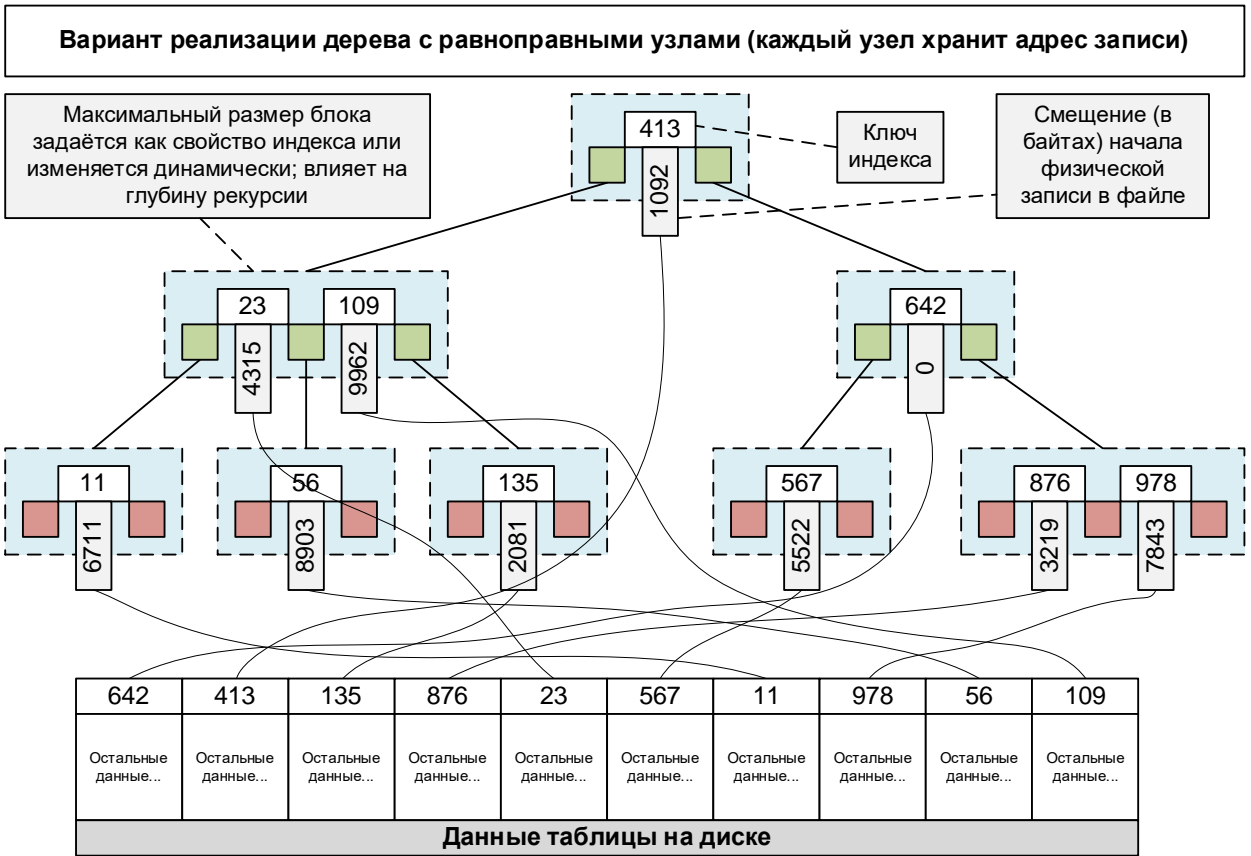 Вариант реализации дерева с равноправными узлами (каждый узел хранит адрес записи)
Максимальный размер блока
задаётся как свойство индекса или
изменяется динамически; влияет на
глубину рекурсии
413
1092
Ключ
индекса
Смещение (в
байтах) начала
физической
записи в файле
23
109
4315
9962
642
0
11
56
135
567
876
978
6711
8903
2081
5522
3219
7843
642
413
135
876
23
567
11
978
56
109
Остальные
данные...
Остальные
данные...
Остальные
данные...
Остальные
данные...
Остальные
данные...
Остальные
данные...
Остальные
данные...
Остальные
данные...
Остальные
данные...
Остальные
данные...
Данные таблицы на диске